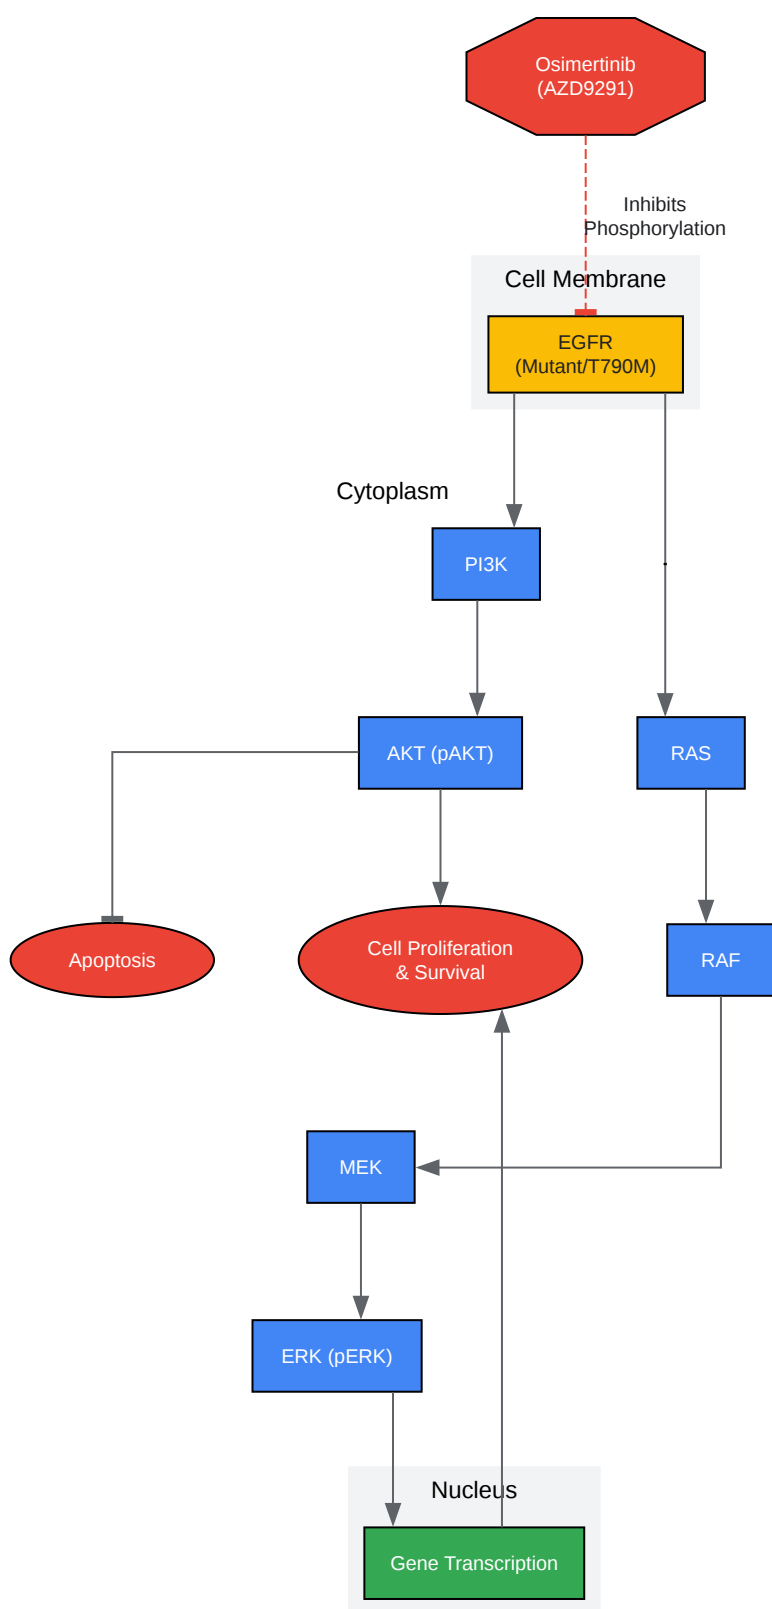 Osimertinib
(AZD9291)
Inhibits
Phosphorylation
Cell Membrane
EGFR
(Mutant/T790M)
Cytoplasm
PI3K
AKT (pAKT)
RAS
Apoptosis
Cell Proliferation
& Survival
RAF
MEK
ERK (pERK)
Nucleus
Gene Transcription